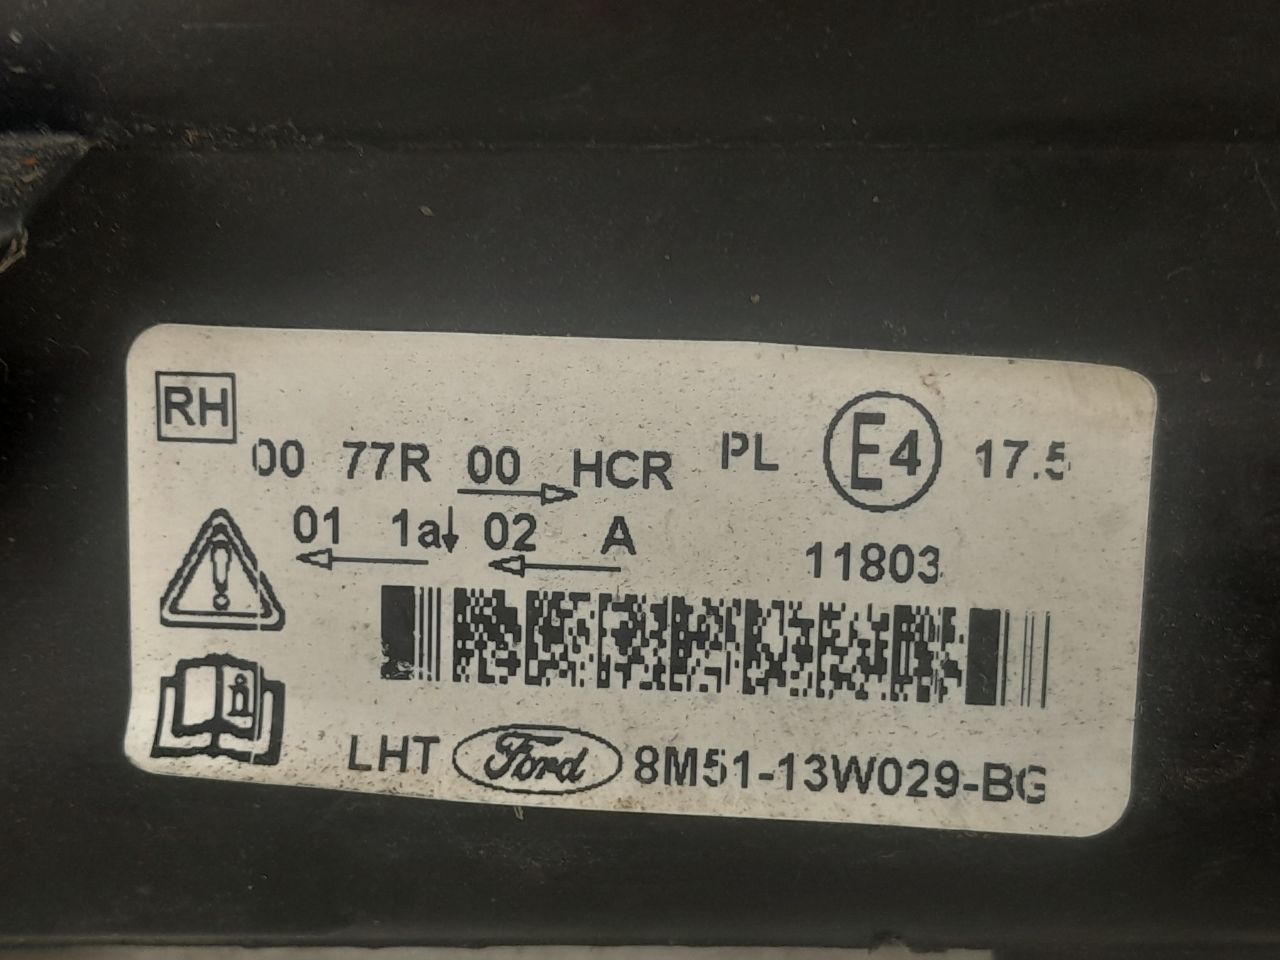 RH
00 77R 00 HCR PL E4 17.5
01 1a 02 A 11803
LHT Ford 8M51-13W029-BG